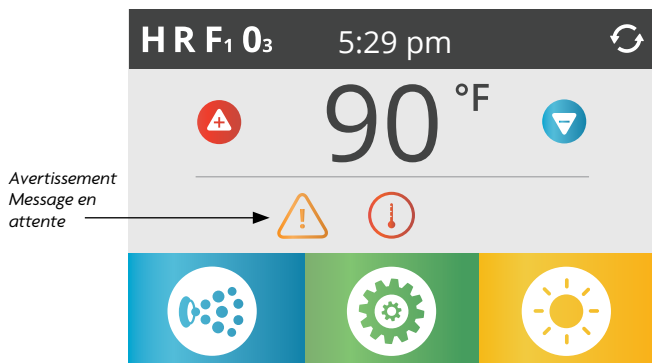 H R F₁ 0₃ 5:29 pm
90 °F
Avertissement
Message en
attente